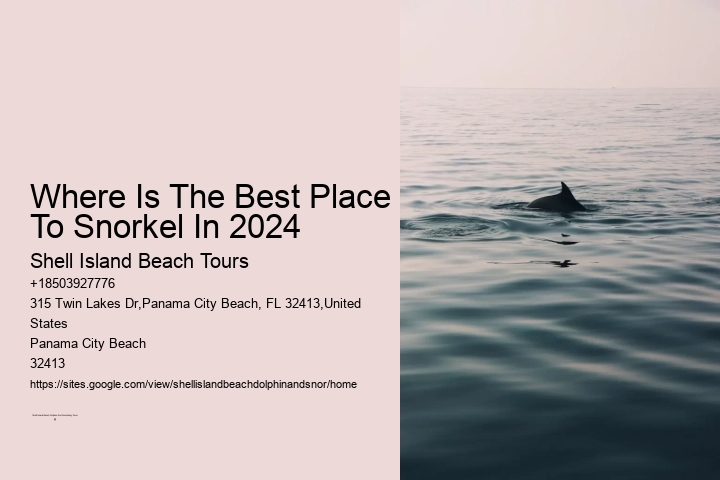 Where Is The Best Place
To Snorkel In 2024
Shell Island Beach Tours
+18503927776
315 Twin Lakes Dr,Panama City Beach, FL 32413,United
States
Panama City Beach
32413
https://sites.google.com/view/shellislandbeachdolphinandsnor/home